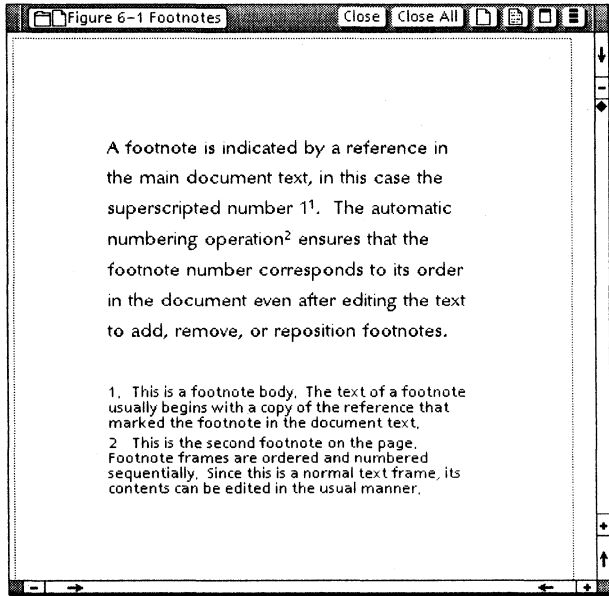 Figure 6–1 Footnotes Close Close All
A footnote is indicated by a reference in
the main document text, in this case the
superscripted number 1¹. The automatic
numbering operation² ensures that the
footnote number corresponds to its order
in the document even after editing the text
to add, remove, or reposition footnotes.
1. This is a footnote body. The text of a footnote
usually begins with a copy of the reference that
marked the footnote in the document text.
2 This is the second footnote on the page.
Footnote frames are ordered and numbered
sequentially. Since this is a normal text frame, its
contents can be edited in the usual manner.